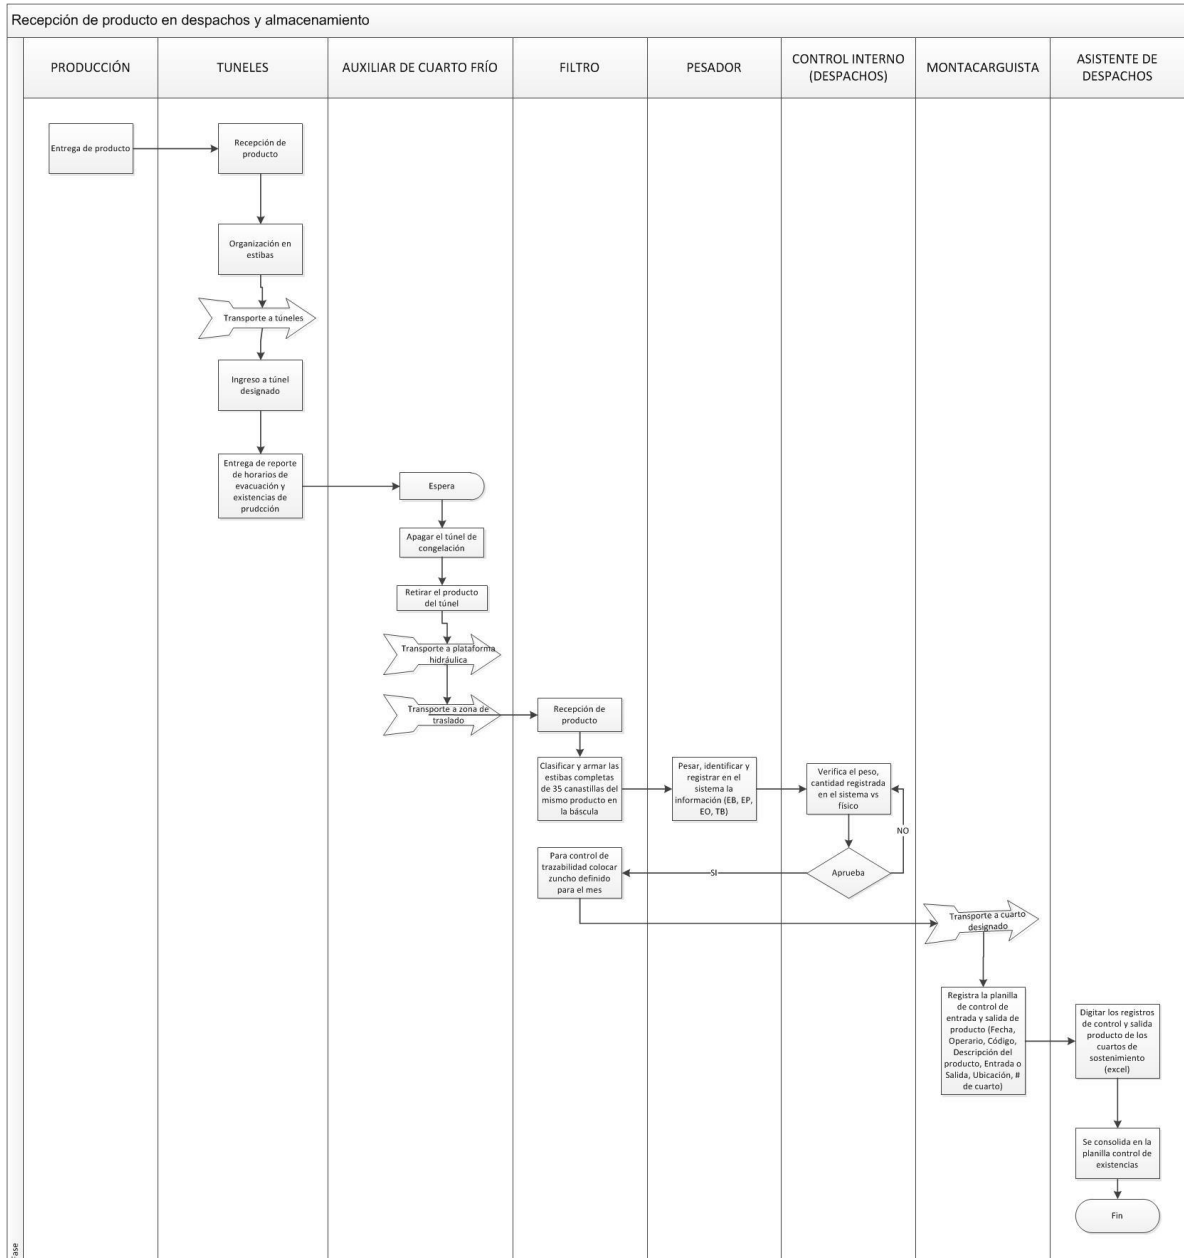 Recepción de producto en despachos y almacenamiento
PRODUCCIÓN
TUNELES
AUXILIAR DE CUARTO FRÍO
FILTRO
PESADOR
CONTROL INTERNO
(DESPACHOS)
MONTACARGUISTA
ASISTENTE DE
DESPACHOS
Entrega de producto
Recepción de
producto
Organización en
estibas
Transporte a túneles
Ingreso a túnel
designado
Entrega de reporte
de horarios de
evacuación y
existencias de
prudcción
Espera
Apagar el túnel de
congelación
Retirar el producto
del túnel
Transporte a plataforma
hidráulica
Transporte a zona de
traslado
Recepción de
producto
Clasificar y armar las
estibas completas
de 35 canastillas del
mismo producto en
la báscula
Pesar, identificar y
registrar en el
sistema la
información (EB, EP,
EO, TB)
Verifica el peso,
cantidad registrada
en el sistema vs
físico
NO
Aprueba
SI
Para control de
trazabilidad colocar
zuncho definido
para el mes
Transporte a cuarto
designado
Registra la planilla
de control de
entrada y salida de
producto (Fecha,
Operario, Código,
Descripción del
producto, Entrada o
Salida, Ubicación, #
de cuarto)
Digitar los registros
de control y salida
producto de los
cuartos de
sostenimiento
(excel)
Se consolida en la
planilla control de
existencias
Fin
Fase